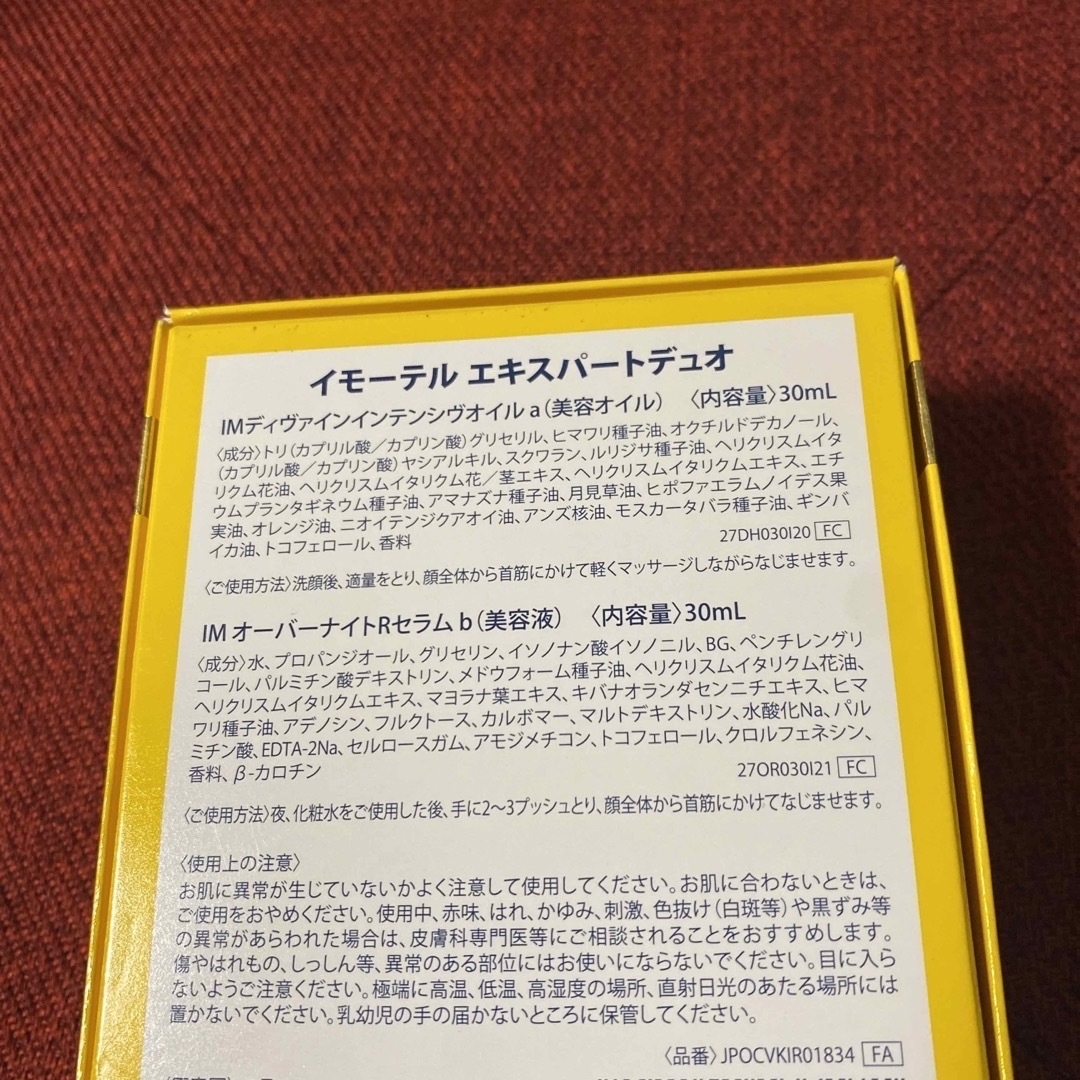 イモーテル エキスパートデュオ
IMディヴァインインテンシヴオイル a（美容オイル） 〈内容量〉30mL
〈成分〉トリ（カプリル酸／カプリン酸）グリセリル、ヒマワリ種子油、オクチルドデカノール、
（カプリル酸／カプリン酸）ヤシアルキル、スクワラン、ルリジサ種子油、ヘリクリスムイタ
リクム花油、ヘリクリスムイタリクム花／茎エキス、ヘリクリスムイタリクムエキス、エチ
ウムプランタギネウム種子油、アマナズナ種子油、月見草油、ヒポファエラムノイデス果
実油、オレンジ油、ニオイテンジクアオイ油、アンズ核油、モスカータバラ種子油、ギンバ
イカ油、トコフェロール、香料
27DH030I20 FC
〈ご使用方法〉洗顔後、適量をとり、顔全体から首筋にかけて軽くマッサージしながらなじませます。
IM オーバーナイトRセラム b（美容液） 〈内容量〉30mL
〈成分〉水、プロパンジオール、グリセリン、イソノナン酸イソノニル、BG、ペンチレングリ
コール、パルミチン酸デキストリン、メドウフォーム種子油、ヘリクリスムイタリクム花油、
ヘリクリスムイタリクムエキス、マヨラナ葉エキス、キバナオランダセンニチエキス、ヒマ
ワリ種子油、アデノシン、フルクトース、カルボマー、マルトデキストリン、水酸化Na、パル
ミチン酸、EDTA-2Na、セルロースガム、アモジメチコン、トコフェロール、クロルフェネシン、
香料、β-カロチン
27OR030I21 FC
〈ご使用方法〉夜、化粧水をご使用した後、手に2～3プッシュとり、顔全体から首筋にかけてなじませます。
〈使用上の注意〉
お肌に異常が生じていないかよく注意して使用してください。お肌に合わないときは、
ご使用をおやめください。使用中、赤味、はれ、かゆみ、刺激、色抜け（白斑等）や黒ずみ等
の異常があらわれた場合は、皮膚科専門医等にご相談されることをおすすめします。
傷やはれもの、しっしん等、異常のある部位にはお使いにならないでください。目に入ら
ないようご注意ください。極端に高温、低温、高湿度の場所、直射日光のあたる場所には
置かないでください。乳幼児の手の届かないところに保管してください。
〈品番〉JPOCVKIR01834 FA